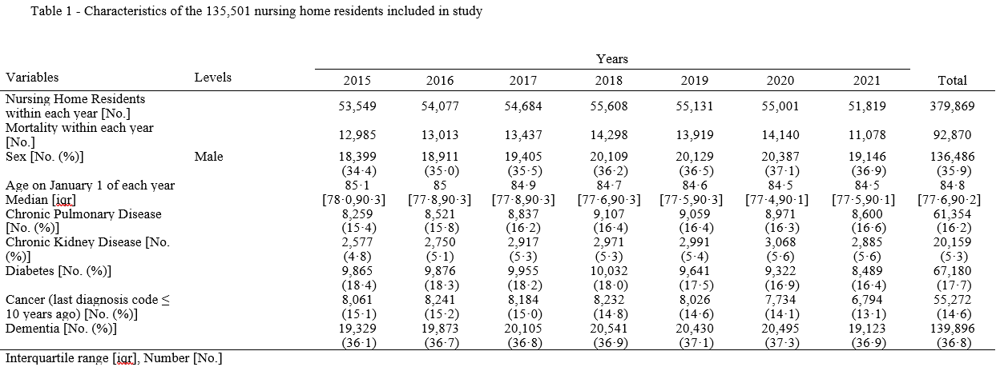 Table 1 - Characteristics of the 135,501 nursing home residents included in study
Years
Variables Levels 2015 2016 2017 2018 2019 2020 2021 Total
Nursing Home Residents
within each year [No.] 53,549 54,077 54,684 55,608 55,131 55,001 51,819 379,869
Mortality within each year
[No.] 12,985 13,013 13,437 14,298 13,919 14,140 11,078 92,870
Sex [No. (%)] Male 18,399 18,911 19,405 20,109 20,129 20,387 19,146 136,486
(34·4) (35·0) (35·5) (36·2) (36·5) (37·1) (36·9) (35·9)
Age on January 1 of each year 85·1 85 84·9 84·7 84·6 84·5 84·5 84·8
Median [iqr] [78·0,90·3] [77·8,90·3] [77·8,90·3] [77·6,90·3] [77·5,90·3] [77·4,90·1] [77·5,90·1] [77·6,90·2]
Chronic Pulmonary Disease 8,259 8,521 8,837 9,107 9,059 8,971 8,600 61,354
[No. (%)] (15·4) (15·8) (16·2) (16·4) (16·4) (16·3) (16·6) (16·2)
Chronic Kidney Disease [No. 2,577 2,750 2,917 2,971 2,991 3,068 2,885 20,159
(%)] (4·8) (5·1) (5·3) (5·3) (5·4) (5·6) (5·6) (5·3)
Diabetes [No. (%)] 9,865 9,876 9,955 10,032 9,641 9,322 8,489 67,180
(18·4) (18·3) (18·2) (18·0) (17·5) (16·9) (16·4) (17·7)
Cancer (last diagnosis code ≤ 8,061 8,241 8,184 8,232 8,026 7,734 6,794 55,272
10 years ago) [No. (%)] (15·1) (15·2) (15·0) (14·8) (14·6) (14·1) (13·1) (14·6)
Dementia [No. (%)] 19,329 19,873 20,105 20,541 20,430 20,495 19,123 139,896
(36·1) (36·7) (36·8) (36·9) (37·1) (37·3) (36·9) (36·8)
Interquartile range [iqr], Number [No.]